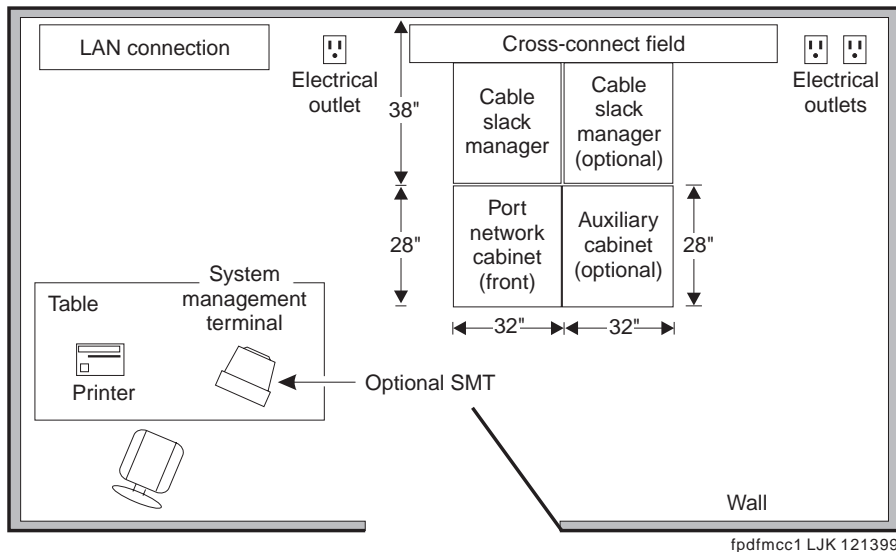 LAN connection
Electrical
outlet
38"
Cross-connect field
Electrical
outlets
Cable
slack
manager
Cable
slack
manager
(optional)
28"
Port
network
cabinet
(front)
Auxiliary
cabinet
(optional)
28"
32"
32"
Table
System
management
terminal
Printer
Optional SMT
Wall
fpdfmcc1 LJK 121399